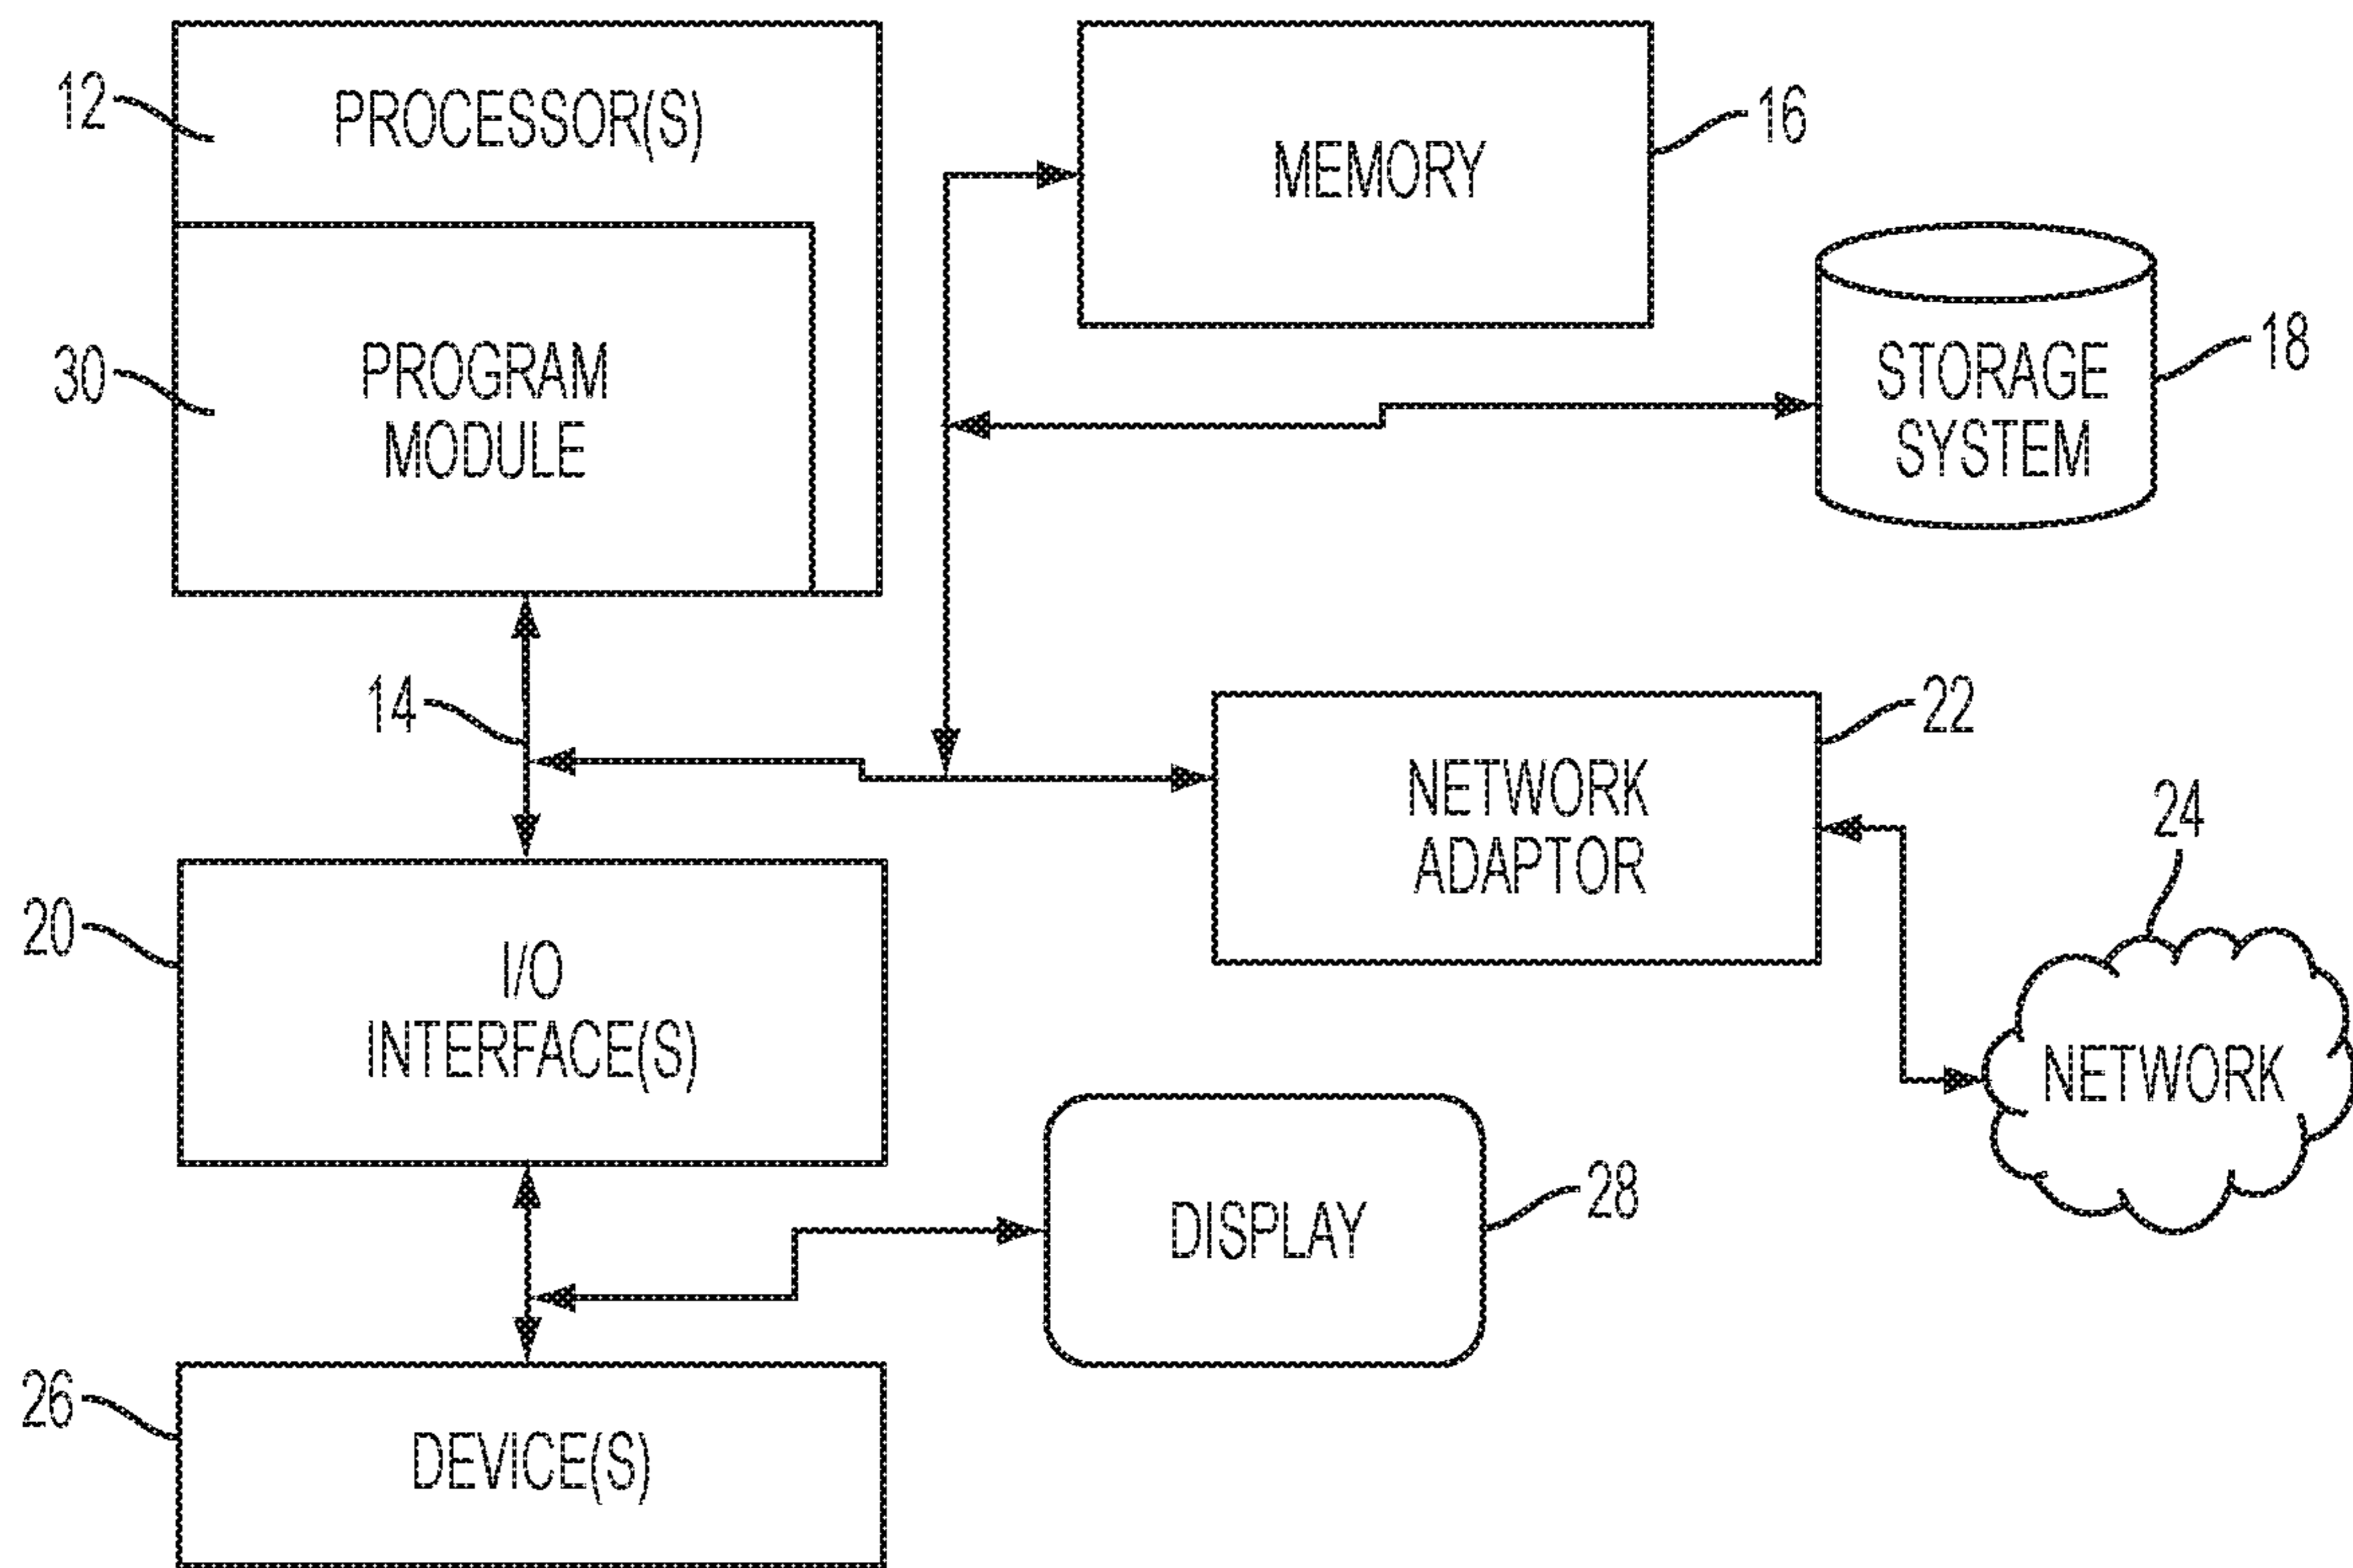 12
PROCESSOR(S)
30
PROGRAM
MODULE
MEMORY
16
STORAGE
SYSTEM
18
14
NETWORK
ADAPTOR
22
24
NETWORK
20
I/O
INTERFACE(S)
DISPLAY
28
26
DEVICE(S)